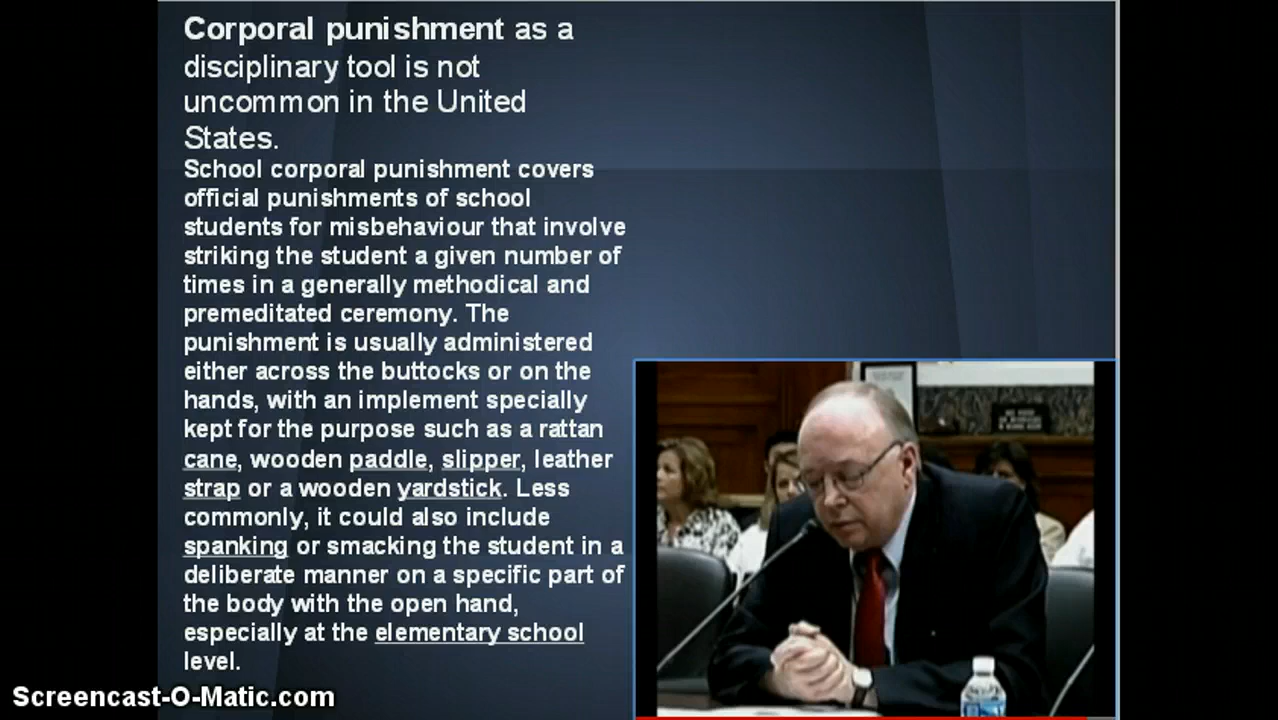 Corporal punishment as a
disciplinary tool is not
uncommon in the United
States.
School corporal punishment covers
official punishments of school
students for misbehaviour that involve
striking the student a given number of
times in a generally methodical and
premeditated ceremony. The
punishment is usually administered
either across the buttocks or on the
hands, with an implement specially
kept for the purpose such as a rattan
cane, wooden paddle, slipper, leather
strap or a wooden yardstick. Less
commonly, it could also include
spanking or smacking the student in a
deliberate manner on a specific part of
the body with the open hand,
especially at the elementary school
level.
Screencast-O-Matic.com